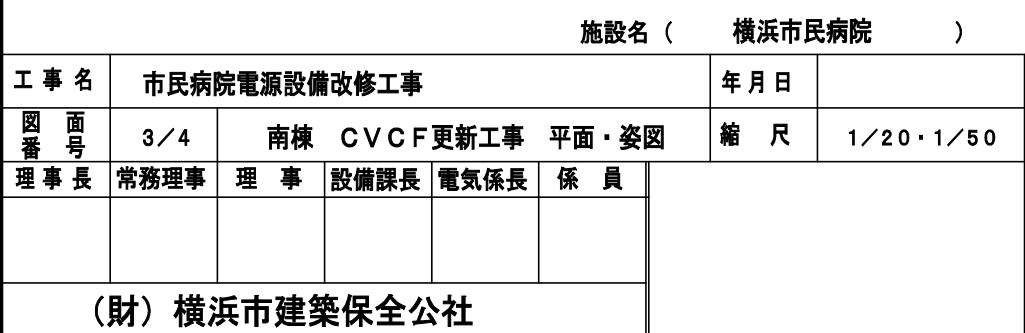 施設名（　横浜市民病院　）
工事名　市民病院電源設備改修工事　年月日
図面番号　3／4　南棟　CVCF更新工事　平面・姿図　縮尺　1／20・1／50
理事長　常務理事　理事　設備課長　電気係長　係員
（財）横浜市建築保全公社